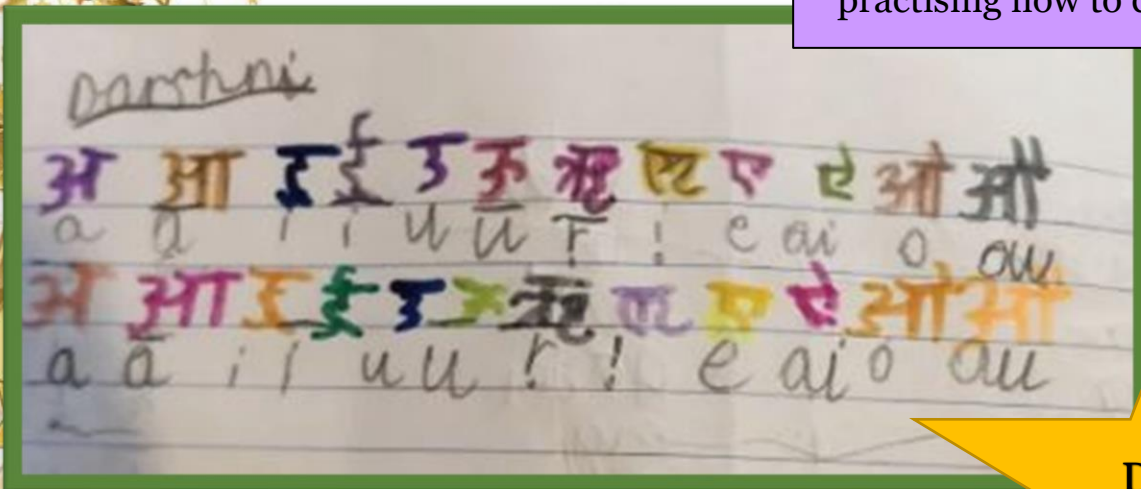 practising how to
Darshni
अ आ इ ई उ ऊ ऋ ए ऐ ओ औ
a ā i i u ū r̄ ! e ai o au
अ आ इ ई उ ऊ ऋ ए ऐ ओ औ
a ā i i u u ṛ ! e ai o au
D